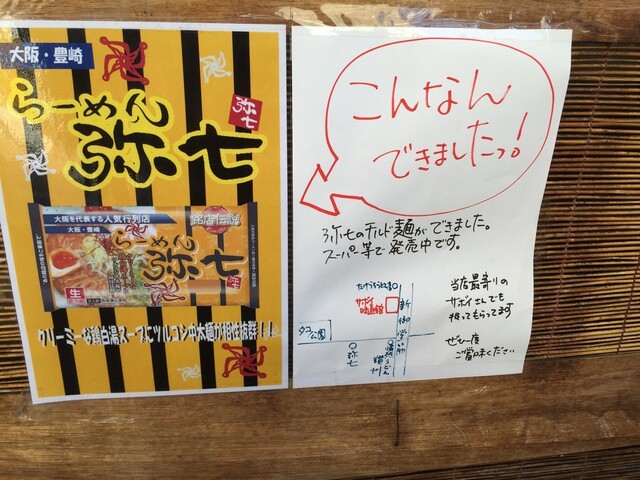 大阪・豊崎
らーめん
弥七
弥七
大阪を代表する人気行列店
大阪・豊崎
銘店伝説
らーめん
弥七
生
クリーミーな鶏白湯スープにツルコシ中太麺が相性抜群!!
こんなん
できましたっ!
弥七のチルド麺ができました。
スーパー等で発売中です。
当店最寄りの
サボイさんでも
扱ってもらってます
ぜひ一度
ご賞味ください
サボイ
味道館
新御堂筋
タコ公園
弥七